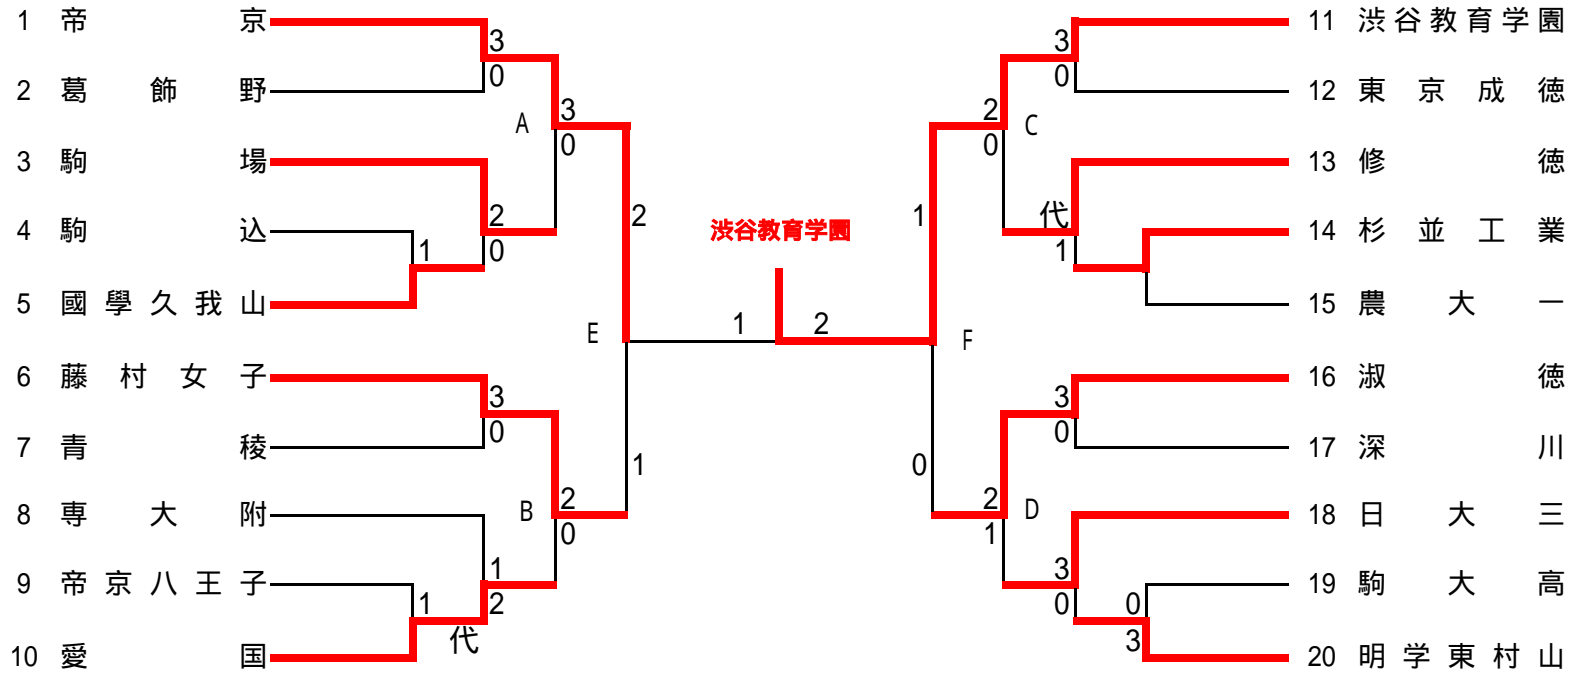 1 帝京
3
0
2 葛飾野
A
3
0
3 駒場
2
0
4 駒込
1
5 國學久我山
2
E
6 藤村女子
3
0
7 青稜
1
8 専大附
B
2
0
9 帝京八王子
1
1
2
代
10 愛国
渋谷教育学園
1 2
11 渋谷教育学園
3
0
12 東京成徳
2
0
C
13 修徳
代
1
14 杉並工業
15 農大一
1
F
16 淑徳
3
0
17 深川
0
2
1
D
18 日大三
3
0
19 駒大高
0
3
20 明学東村山